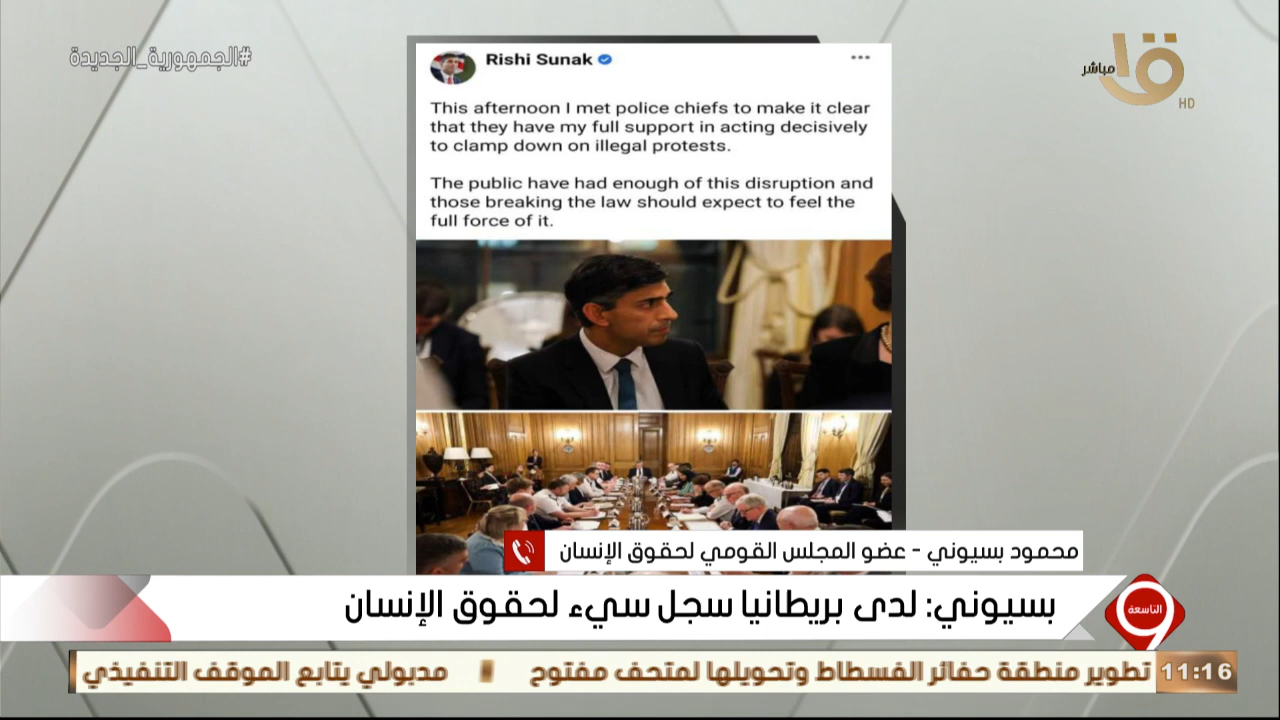 #الجمهورية_الجديدة
مباشر
HD
Rishi Sunak
This afternoon I met police chiefs to make it clear
that they have my full support in acting decisively
to clamp down on illegal protests.
The public have had enough of this disruption and
those breaking the law should expect to feel the
full force of it.
محمود بسيوني - عضو المجلس القومي لحقوق الإنسان
بسيوني: لدى بريطانيا سجل سيء لحقوق الإنسان
التاسعة
9
11:16
تطوير منطقة حفائر الفسطاط وتحويلها لمتحف مفتوح
مدبولي يتابع الموقف التنفيذي